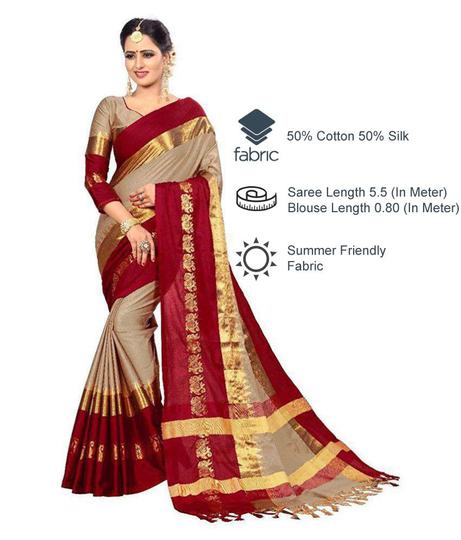 fabric
50% Cotton 50% Silk
Saree Length 5.5 (In Meter)
Blouse Length 0.80 (In Meter)
Summer Friendly
Fabric